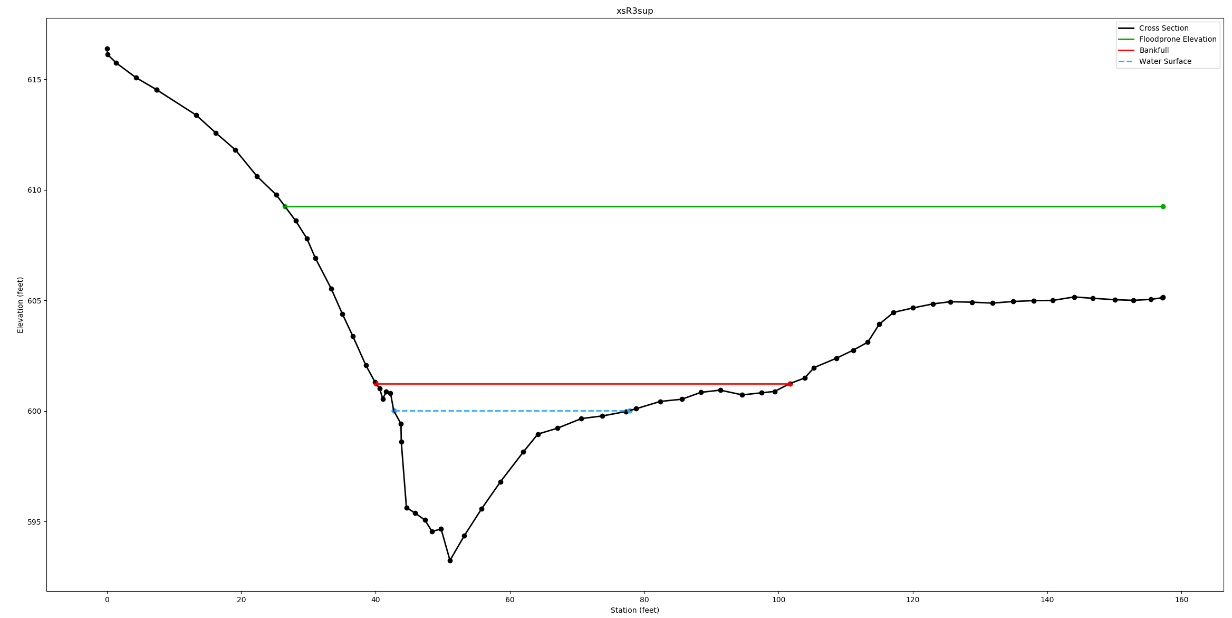 xsR3sup
Cross Section
Floodprone Elevation
Bankfull
Water Surface
615
610
605
600
595
Elevation (feet)
0 20 40 60 80 100 120 140 160
Station (feet)